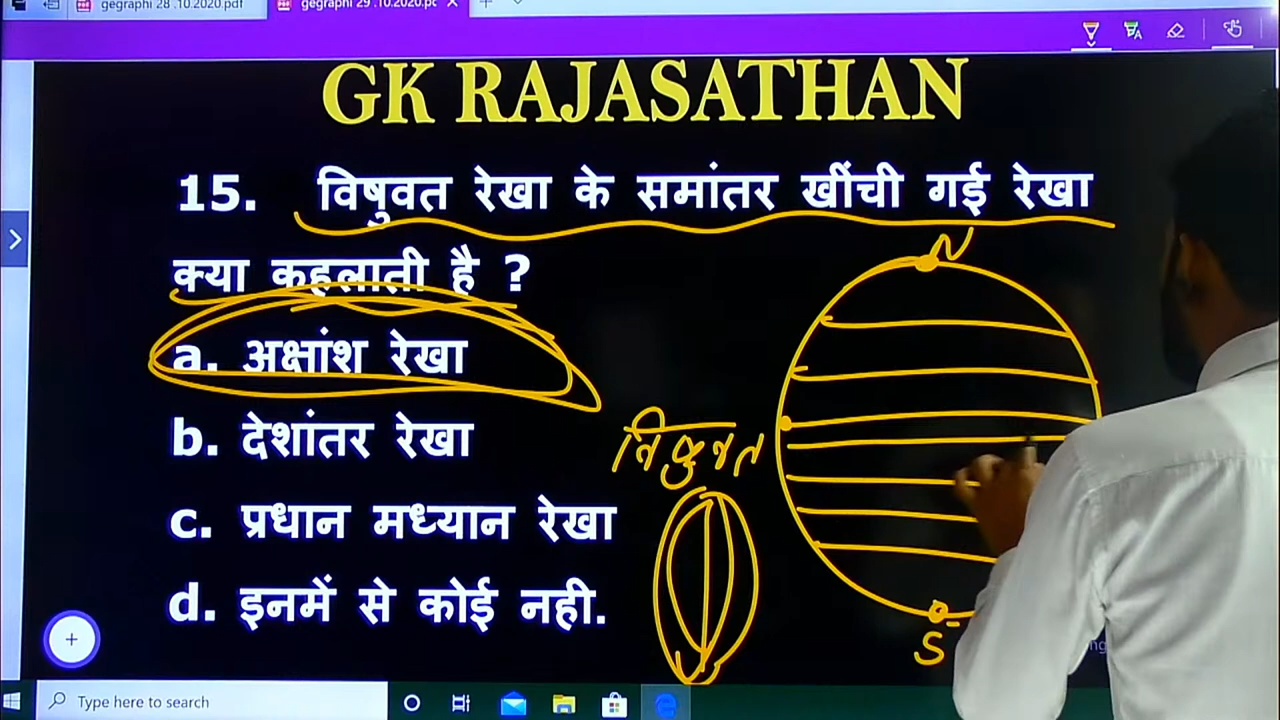 gegraphi 28 .10.2020.pdf
gegraphi 29 .10.2020.pc
GK RAJASATHAN
15. विषुवत रेखा के समांतर खींची गई रेखा
क्या कहलाती है ?
N
a. अक्षांश रेखा
b. देशांतर रेखा
विषुवत
c. प्रधान मध्यान रेखा
d. इनमें से कोई नही.
S
Type here to search